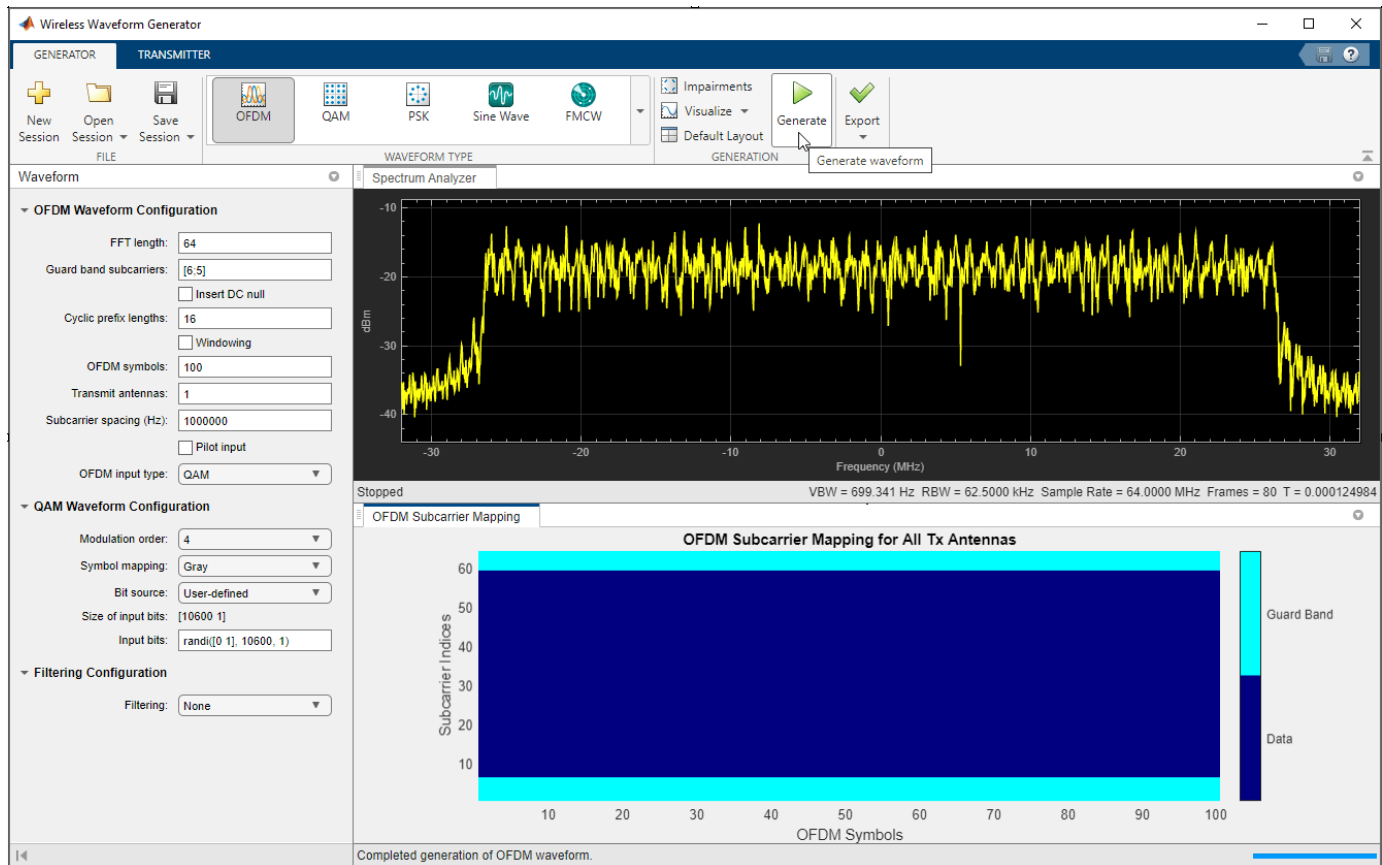 Wireless Waveform Generator
GENERATOR TRANSMITTER
?
New Session
Open Session
Save Session
FILE
OFDM
QAM
PSK
Sine Wave
FMCW
WAVEFORM TYPE
Impairments
Visualize
Default Layout
Generate
Export
GENERATION
Generate waveform
Waveform
OFDM Waveform Configuration
FFT length: 64
Guard band subcarriers: [6;5]
Insert DC null
Cyclic prefix lengths: 16
Windowing
OFDM symbols: 100
Transmit antennas: 1
Subcarrier spacing (Hz): 1000000
Pilot input
OFDM input type: QAM
QAM Waveform Configuration
Modulation order: 4
Symbol mapping: Gray
Bit source: User-defined
Size of input bits: [10600 1]
Input bits: randi([0 1], 10600, 1)
Filtering Configuration
Filtering: None
Spectrum Analyzer
-10
-20
-30
-40
dBm
-30 -20 -10 0 10 20 30
Frequency (MHz)
Stopped
VBW = 699.341 Hz RBW = 62.5000 kHz Sample Rate = 64.0000 MHz Frames = 80 T = 0.000124984
OFDM Subcarrier Mapping
OFDM Subcarrier Mapping for All Tx Antennas
60
50
40
30
20
10
Subcarrier Indices
10 20 30 40 50 60 70 80 90 100
OFDM Symbols
Guard Band
Data
Completed generation of OFDM waveform.